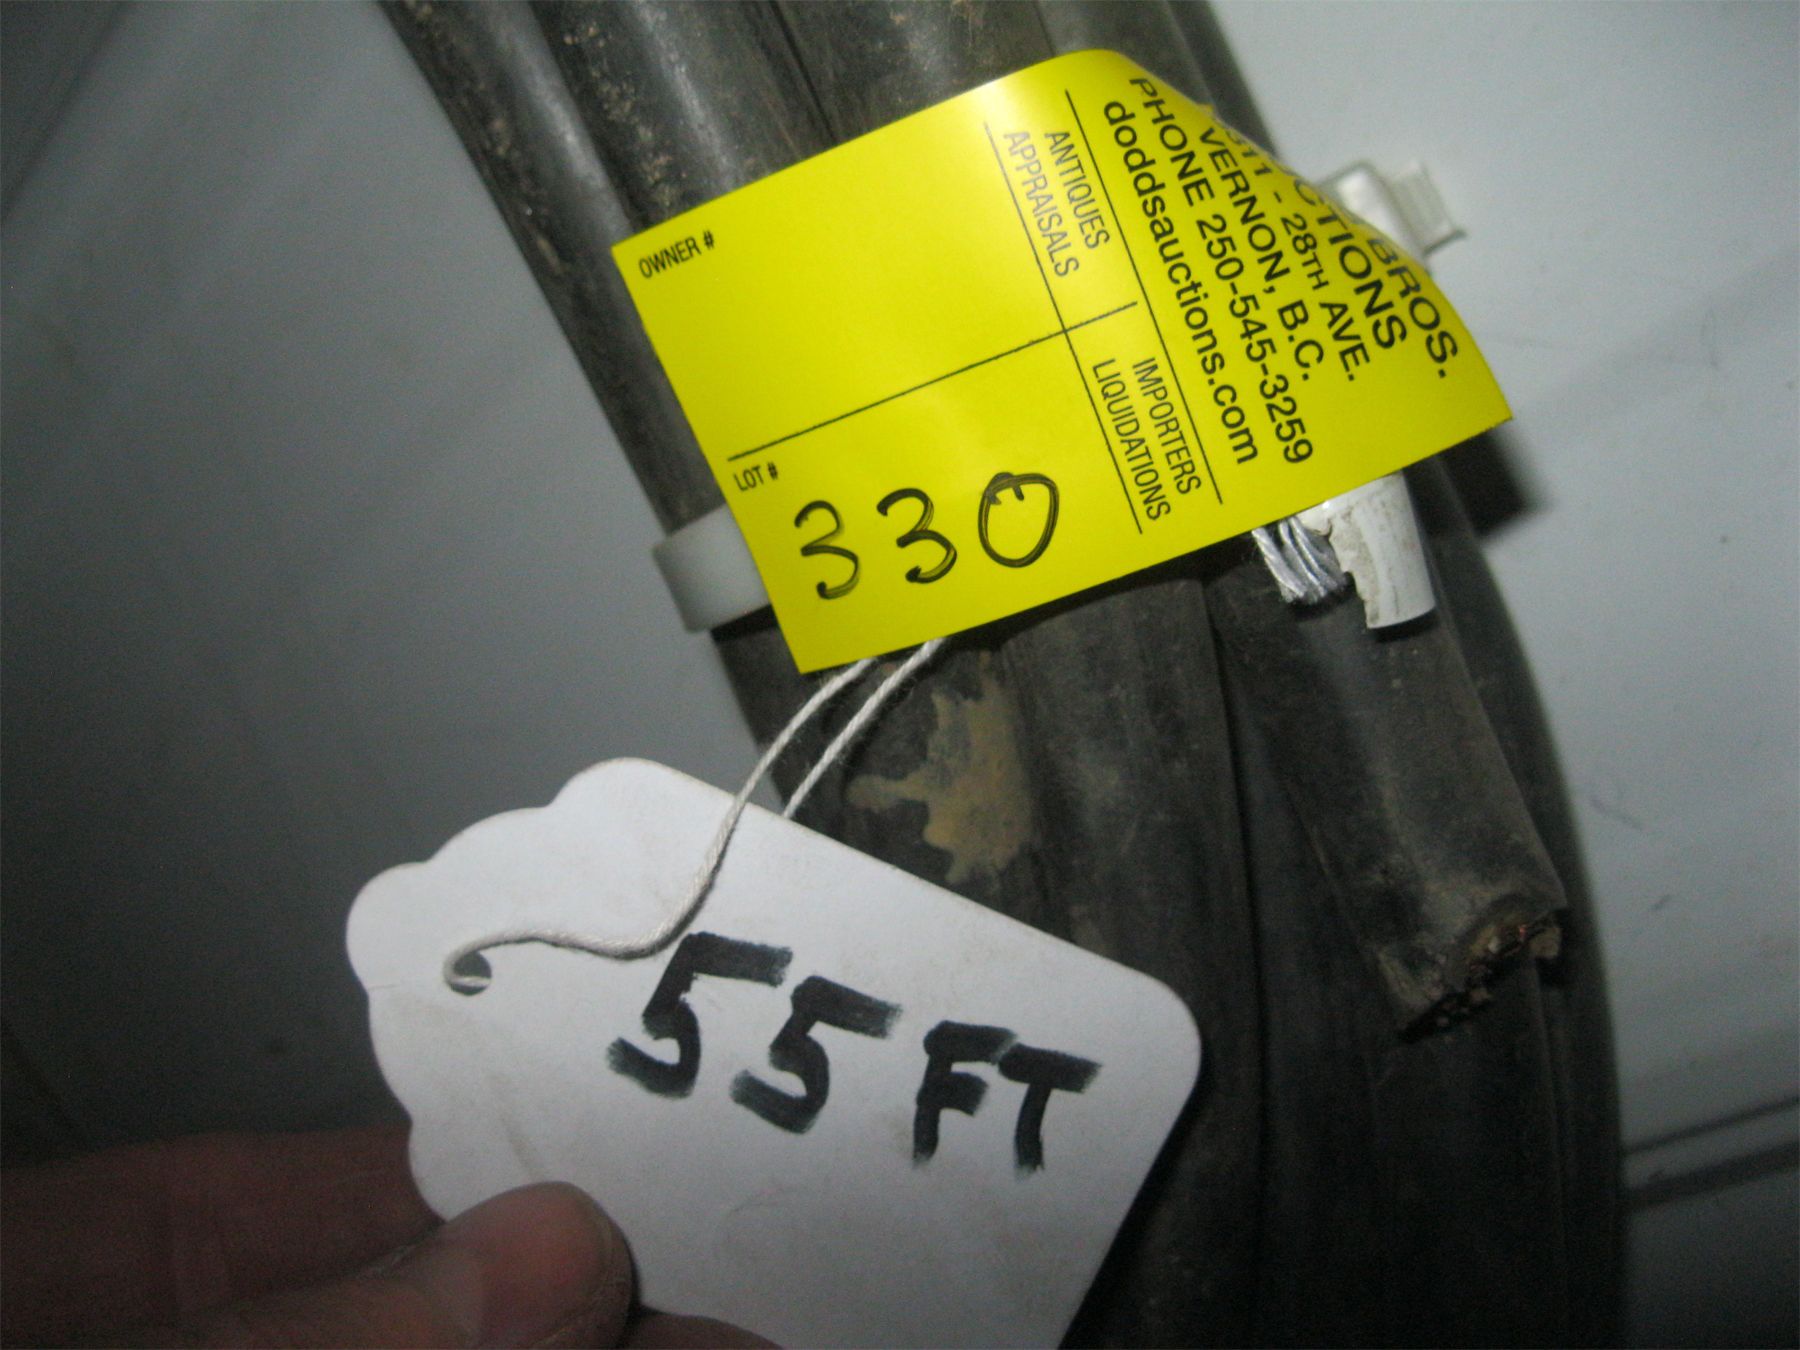 BROS.
CTIONS
3311 - 28TH AVE.
VERNON, B.C.
PHONE 250-545-3259
doddsauctions.com
ANTIQUES
APPRAISALS
IMPORTERS
LIQUIDATIONS
OWNER #
LOT #
330
55 FT